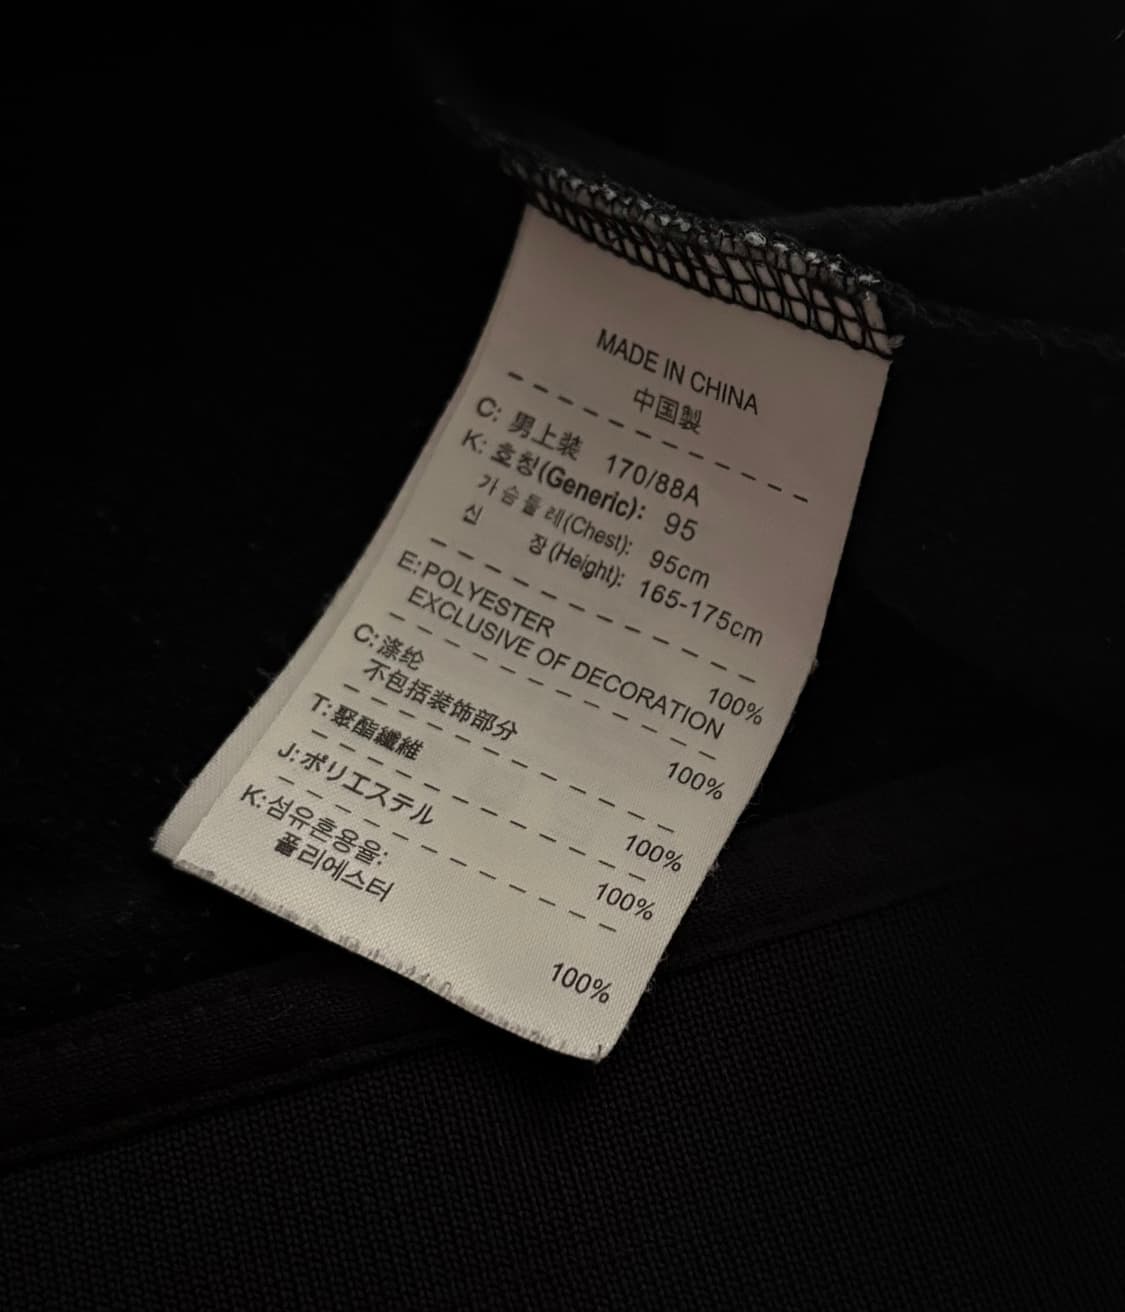 MADE IN CHINA
中国製
C: 男上装 170/88A
K: 호칭(Generic): 95
가슴둘레(Chest): 95cm
신 장(Height): 165-175cm
E:POLYESTER 100%
EXCLUSIVE OF DECORATION
C:涤纶 100%
不包括装饰部分
T:聚酯纖維 100%
J:ポリエステル 100%
K:섬유혼용율:
폴리에스터 100%